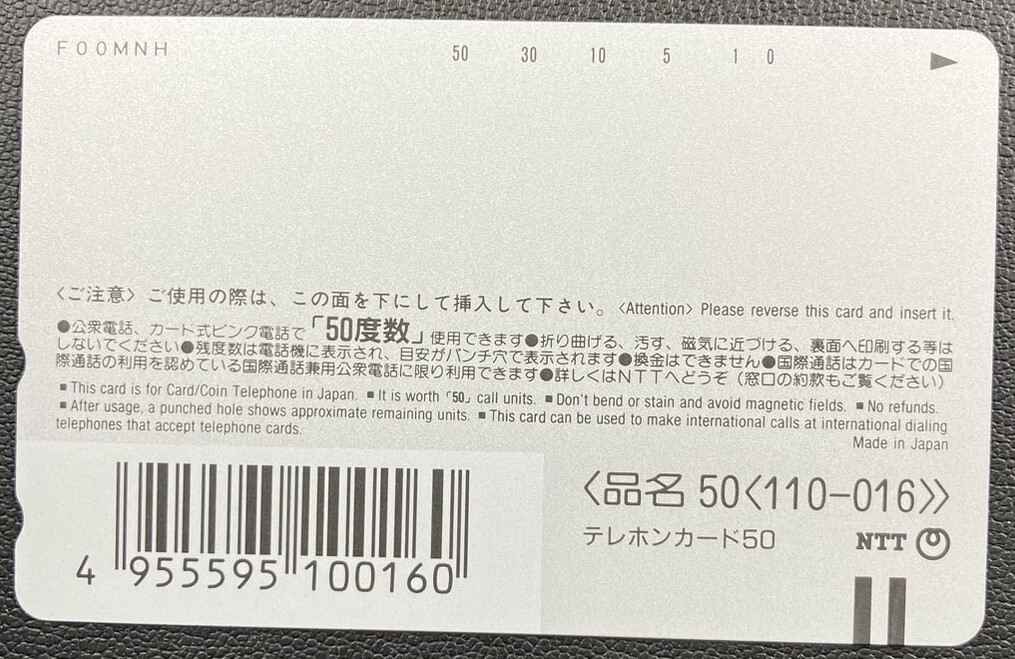 F00MNH 50 30 10 5 1 0
〈ご注意〉ご使用の際は、この面を下にして挿入して下さい。〈Attention〉Please reverse this card and insert it.
●公衆電話、カード式ピンク電話で「50度数」使用できます●折り曲げる、汚す、磁気に近づける、裏面へ印刷する等は
しないでください●残度数は電話機に表示され、目安がパンチ穴で表示されます●換金はできません●国際通話はカードでの国
際通話の利用を認めている国際通話兼用公衆電話に限り利用できます●詳しくはNTTへどうぞ（窓口の約款もご覧ください）
■This card is for Card/Coin Telephone in Japan. ■It is worth「50」call units. ■Don't bend or stain and avoid magnetic fields. ■No refunds.
■After usage, a punched hole shows approximate remaining units. ■This card can be used to make international calls at international dialing
telephones that accept telephone cards.
Made in Japan
〈品名 50〈110-016〉〉
テレホンカード50 NTT
4 955595 100160